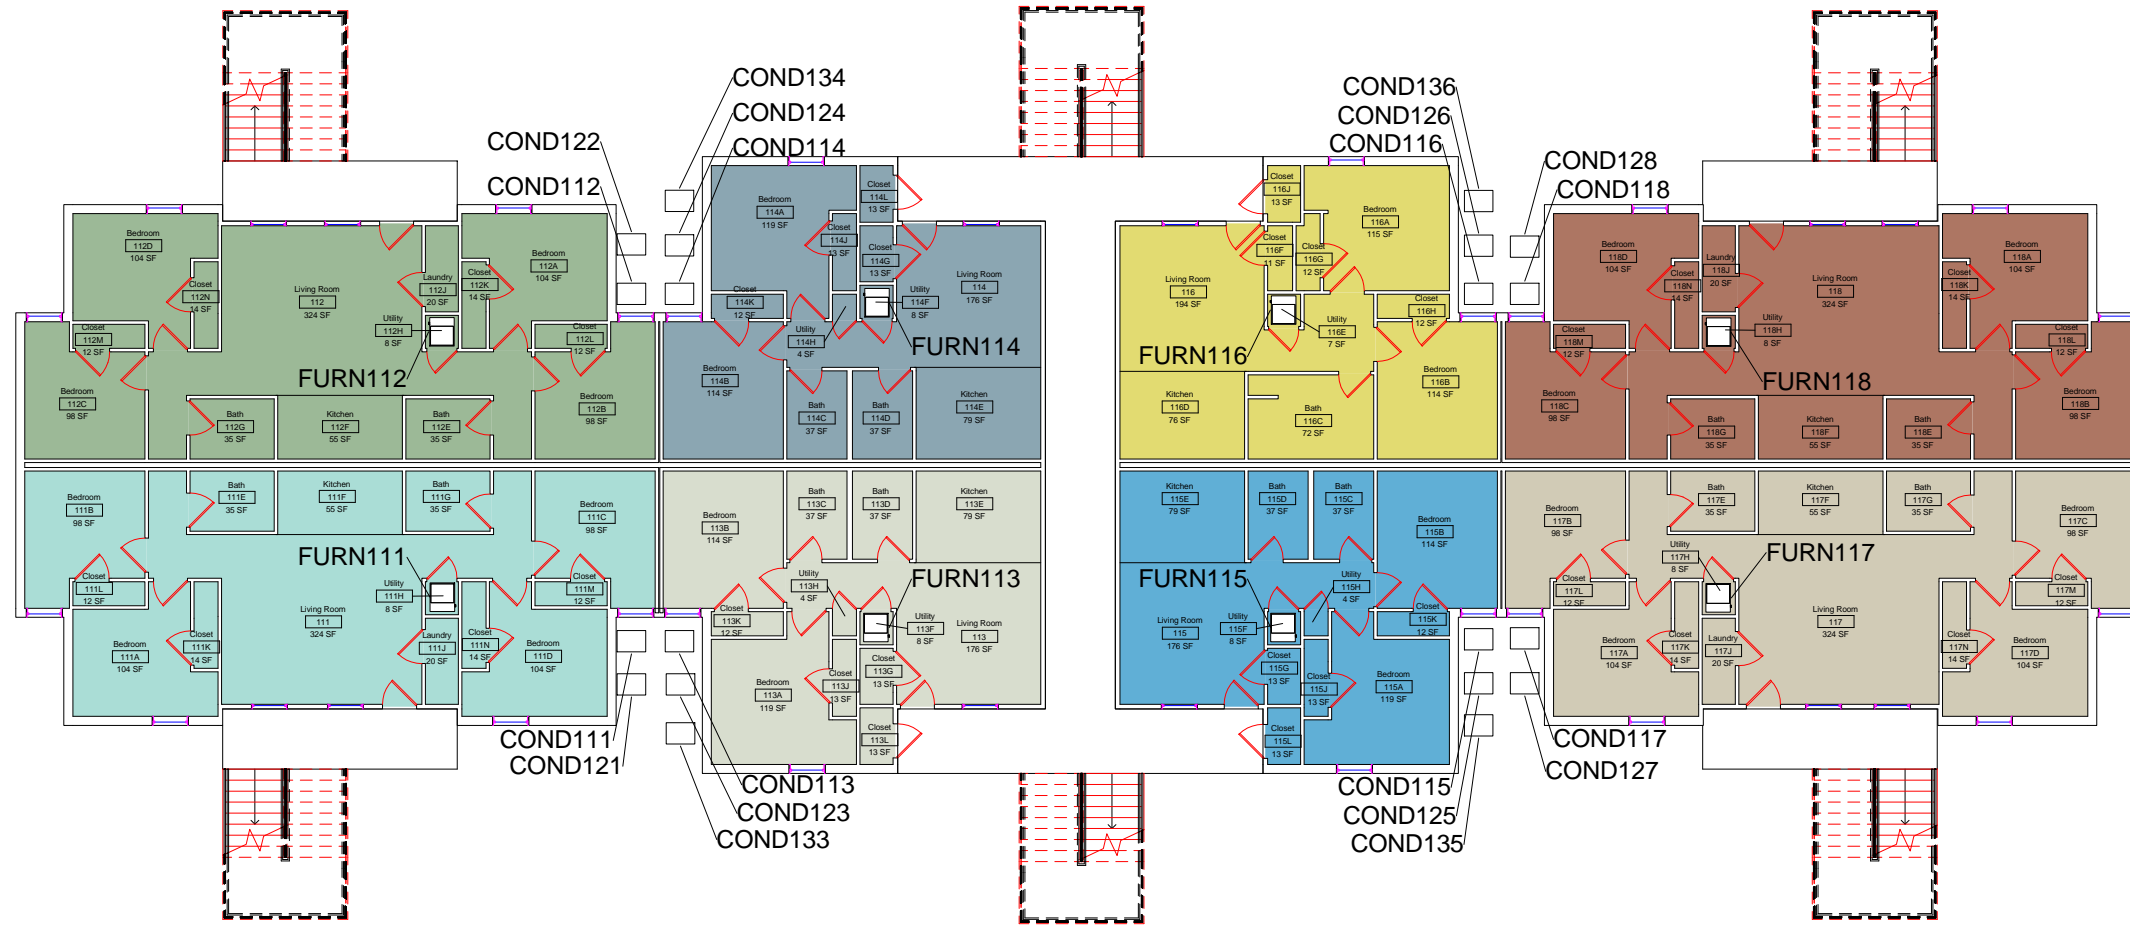 COND134
COND124
COND114
COND122
COND112
COND136
COND126
COND116
COND128
COND118
Bedroom
112D
104 SF
Closet
112N
14 SF
Living Room
112
324 SF
Laundry
112J
20 SF
Closet
112K
14 SF
Bedroom
112A
104 SF
Utility
112H
8 SF
Closet
112M
12 SF
Closet
112L
12 SF
FURN112
Bedroom
112C
98 SF
Bath
112G
35 SF
Kitchen
112F
55 SF
Bath
112E
35 SF
Bedroom
112B
98 SF
Bedroom
114A
119 SF
Closet
114L
13 SF
Closet
114J
13 SF
Closet
114G
13 SF
Living Room
114
176 SF
Closet
114K
12 SF
Utility
114F
8 SF
Utility
114H
4 SF
FURN114
Bedroom
114B
114 SF
Bath
114C
37 SF
Bath
114D
37 SF
Kitchen
114E
79 SF
Closet
116J
13 SF
Bedroom
116A
115 SF
Closet
116F
11 SF
Closet
116G
12 SF
Living Room
116
194 SF
Closet
116H
12 SF
Utility
116E
7 SF
FURN116
Kitchen
116D
76 SF
Bath
116C
72 SF
Bedroom
116B
114 SF
Bedroom
118D
104 SF
Closet
118N
14 SF
Laundry
118J
20 SF
Living Room
118
324 SF
Closet
118K
14 SF
Bedroom
118A
104 SF
Utility
118H
8 SF
Closet
118M
12 SF
Closet
118L
12 SF
FURN118
Bedroom
118C
98 SF
Bath
118G
35 SF
Kitchen
118F
55 SF
Bath
118E
35 SF
Bedroom
118B
98 SF
Bedroom
111B
98 SF
Bath
111E
35 SF
Kitchen
111F
55 SF
Bath
111G
35 SF
Bedroom
111C
98 SF
FURN111
Closet
111L
12 SF
Utility
111H
8 SF
Closet
111M
12 SF
Living Room
111
324 SF
Bedroom
111A
104 SF
Closet
111K
14 SF
Laundry
111J
20 SF
Closet
111N
14 SF
Bedroom
111D
104 SF
Bedroom
113B
114 SF
Bath
113C
37 SF
Bath
113D
37 SF
Kitchen
113E
79 SF
Utility
113H
4 SF
FURN113
Closet
113K
12 SF
Utility
113F
8 SF
Living Room
113
176 SF
Bedroom
113A
119 SF
Closet
113J
13 SF
Closet
113G
13 SF
Closet
113L
13 SF
Kitchen
115E
79 SF
Bath
115D
37 SF
Bath
115C
37 SF
Bedroom
115B
114 SF
FURN115
Utility
115H
4 SF
Living Room
115
176 SF
Utility
115F
8 SF
Closet
115K
12 SF
Closet
115G
13 SF
Closet
115J
13 SF
Bedroom
115A
119 SF
Closet
115L
13 SF
Bedroom
117B
98 SF
Bath
117E
35 SF
Kitchen
117F
55 SF
Bath
117G
35 SF
Bedroom
117C
98 SF
Utility
117H
8 SF
FURN117
Closet
117L
12 SF
Closet
117M
12 SF
Living Room
117
324 SF
Bedroom
117A
104 SF
Closet
117K
14 SF
Laundry
117J
20 SF
Closet
117N
14 SF
Bedroom
117D
104 SF
COND111
COND121
COND113
COND123
COND133
COND115
COND125
COND135
COND117
COND127